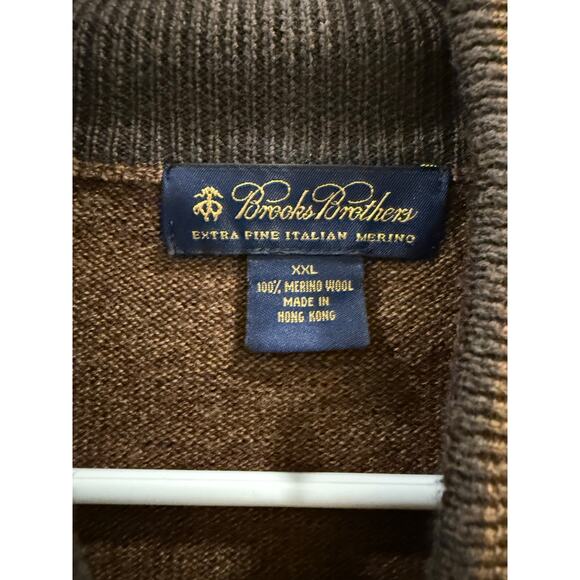 Brooks Brothers
EXTRA FINE ITALIAN MERINO
XXL
100% MERINO WOOL
MADE IN
HONG KONG